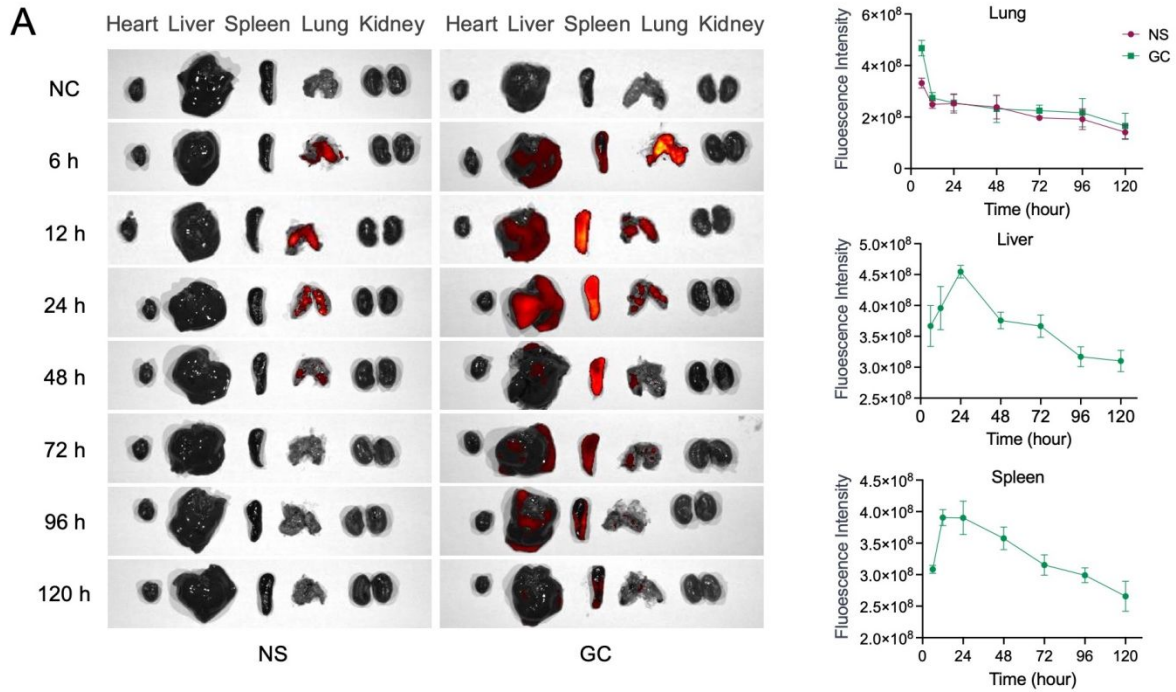 A
Heart Liver Spleen Lung Kidney
Heart Liver Spleen Lung Kidney
NC
6 h
12 h
24 h
48 h
72 h
96 h
120 h
NS
GC
Lung
Fluoescence Intensity
6×10⁸
4×10⁸
2×10⁸
0
0 24 48 72 96 120
Time (hour)
NS
GC
Liver
Fluoescence Intensity
5.0×10⁸
4.5×10⁸
4.0×10⁸
3.5×10⁸
3.0×10⁸
2.5×10⁸
0 24 48 72 96 120
Time (hour)
Spleen
Fluoescence Intensity
4.5×10⁸
4.0×10⁸
3.5×10⁸
3.0×10⁸
2.5×10⁸
2.0×10⁸
0 24 48 72 96 120
Time (hour)